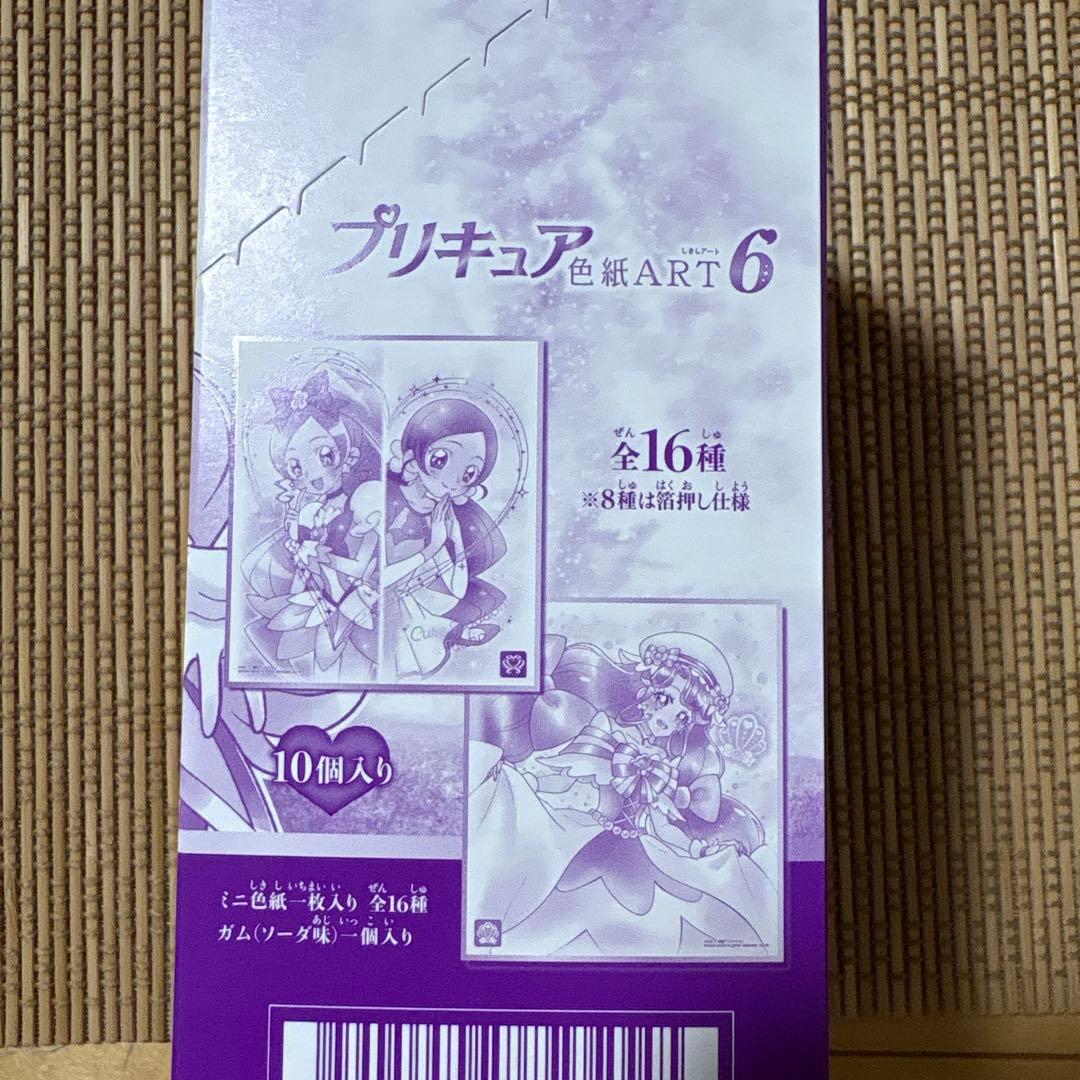 プリキュア色紙ART6
しきしアート
全16種
ぜん しゅ
※8種は箔押し仕様
しゅ はく お し よう
Cure
10個入り
ミニ色紙一枚入り 全16種
しき し いちまい い ぜん しゅ
ガム(ソーダ味)一個入り
あじ いっ こ い